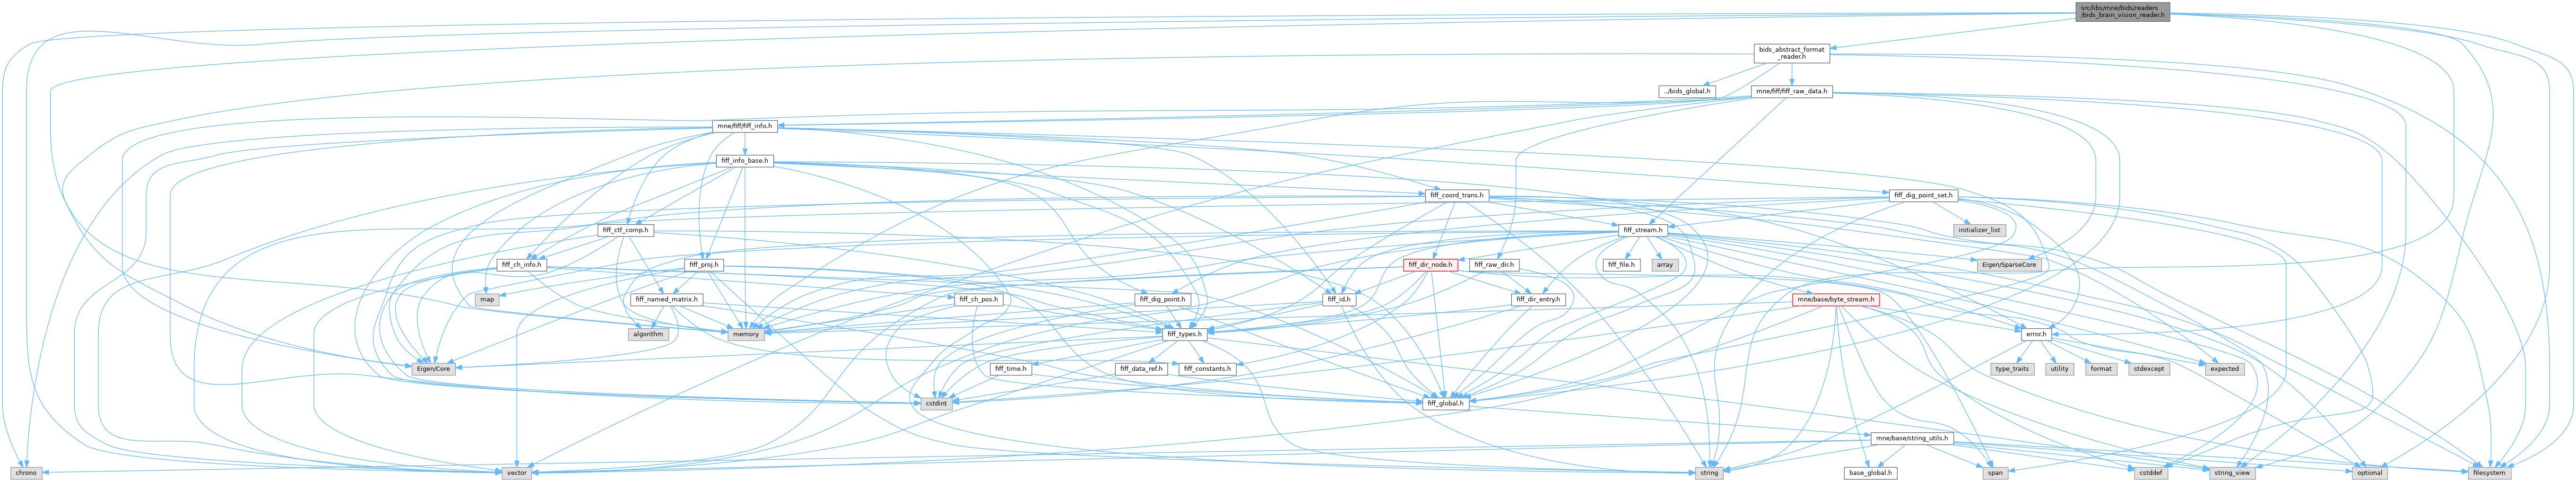 src/libs/mne/bids/readers
/bids_brain_vision_reader.h
bids_abstract_format
_reader.h
../bids_global.h
mne/fiff/fiff_raw_data.h
mne/fiff/fiff_info.h
fiff_info_base.h
fiff_coord_trans.h
fiff_dig_point_set.h
fiff_ctf_comp.h
fiff_stream.h
initializer_list
fiff_ch_info.h
fiff_proj.h
fiff_dir_node.h
fiff_raw_dir.h
fiff_file.h
array
Eigen/SparseCore
map
fiff_named_matrix.h
fiff_ch_pos.h
fiff_dig_point.h
fiff_id.h
fiff_dir_entry.h
mne/base/byte_stream.h
algorithm
memory
fiff_types.h
error.h
Eigen/Core
fiff_time.h
fiff_data_ref.h
fiff_constants.h
type_traits
utility
format
stdexcept
expected
cstdint
fiff_global.h
mne/base/string_utils.h
chrono
vector
string
base_global.h
span
cstddef
string_view
optional
filesystem